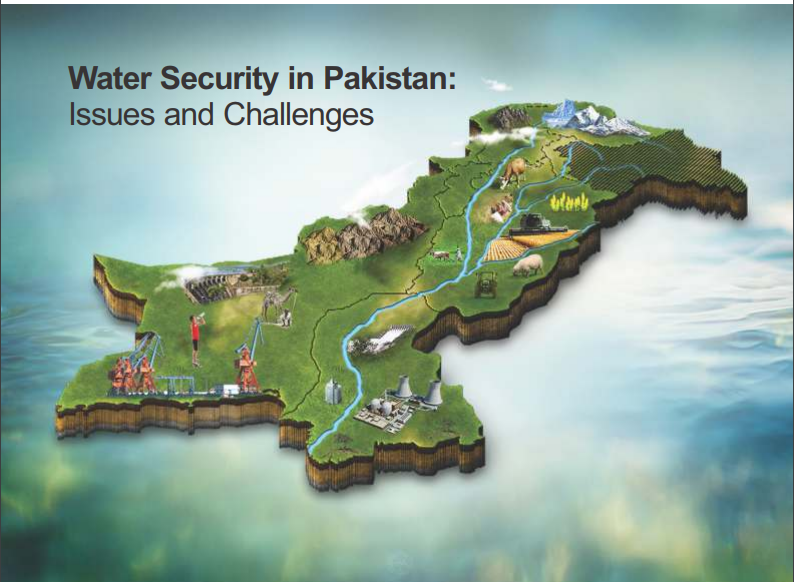 Water Security in Pakistan:
Issues and Challenges